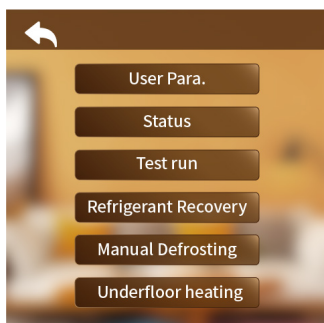 User Para.
Status
Test run
Refrigerant Recovery
Manual Defrosting
Underfloor heating